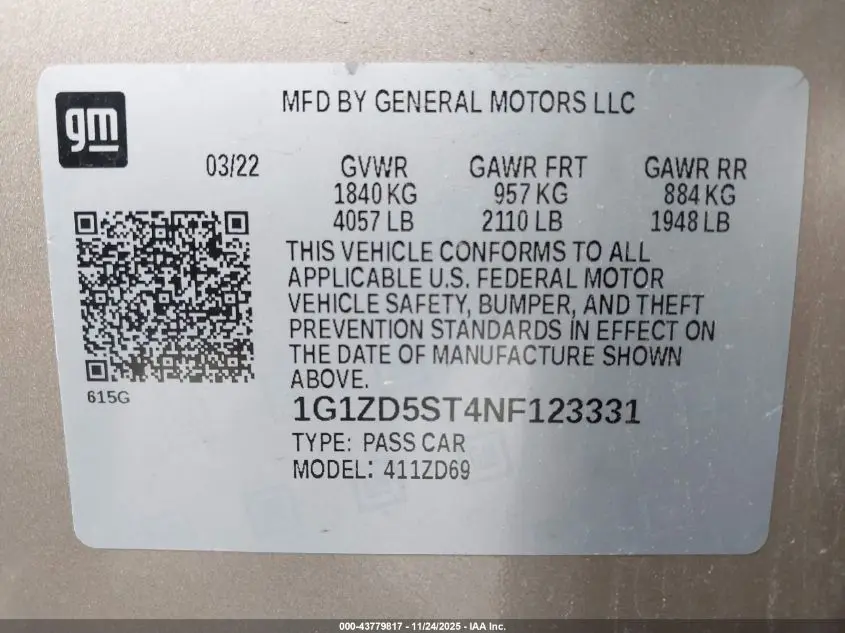 gm
MFD BY GENERAL MOTORS LLC
03/22 GVWR GAWR FRT GAWR RR
1840 KG 957 KG 884 KG
4057 LB 2110 LB 1948 LB
THIS VEHICLE CONFORMS TO ALL
APPLICABLE U.S. FEDERAL MOTOR
VEHICLE SAFETY, BUMPER, AND THEFT
PREVENTION STANDARDS IN EFFECT ON
THE DATE OF MANUFACTURE SHOWN
ABOVE.
615G
1G1ZD5ST4NF123331
TYPE: PASS CAR
MODEL: 411ZD69
000-43779817 - 11/24/2025 - IAA Inc.